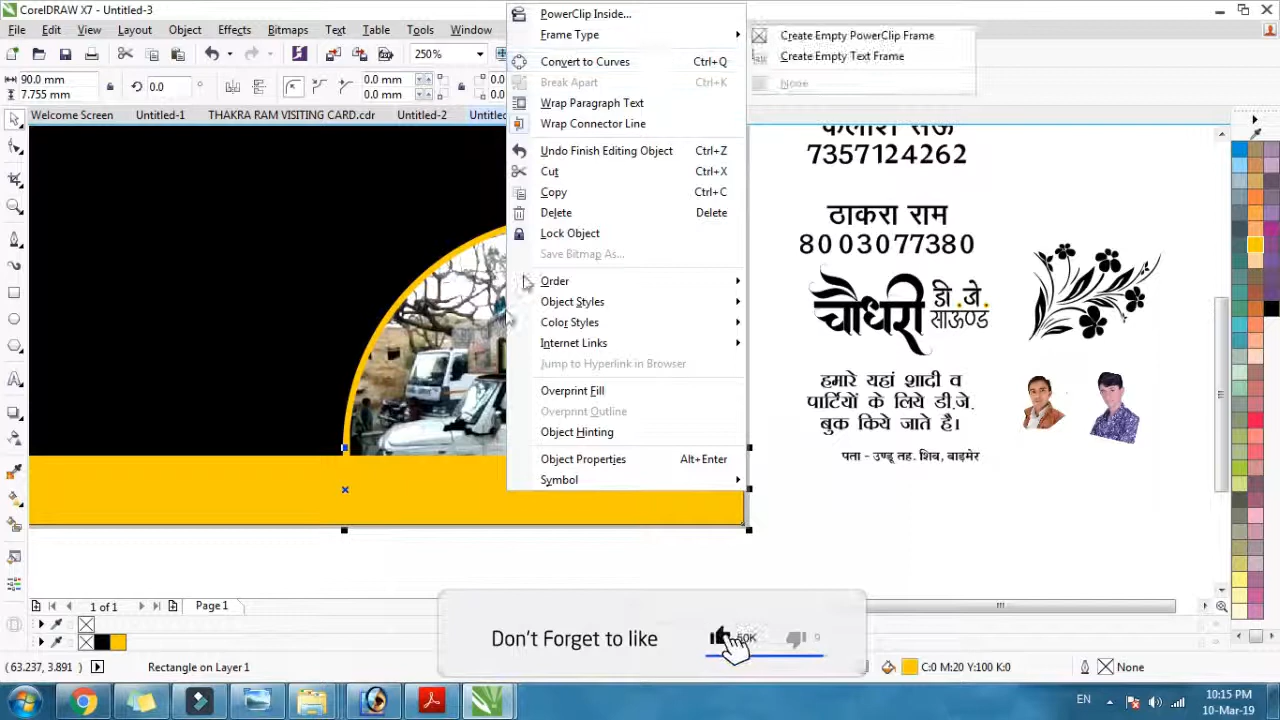 CorelDRAW X7 - Untitled-3
File Edit View Layout Object Effects Bitmaps Text Table Tools Window
250%
90.0 mm
7.755 mm
0.0
0.0 mm
0.0 mm
Welcome Screen Untitled-1 THAKRA RAM VISITING CARD.cdr Untitled-2
PowerClip Inside...
Frame Type
Create Empty PowerClip Frame
Create Empty Text Frame
None
Convert to Curves Ctrl+Q
Break Apart Ctrl+K
Wrap Paragraph Text
Wrap Connector Line
Undo Finish Editing Object Ctrl+Z
Cut Ctrl+X
Copy Ctrl+C
Delete Delete
Lock Object
Save Bitmap As...
Order
Object Styles
Color Styles
Internet Links
Jump to Hyperlink in Browser
Overprint Fill
Overprint Outline
Object Hinting
Object Properties Alt+Enter
Symbol
7357124262
ठाकरा राम
8003077380
चौधरी डी.जे.
साऊण्ड
हमारे यहां शादी व
पार्टियों के लिये डी.जे.
बुक किये जाते है।
पता - उण्डू तह. शिव, बाड़मेर
1 of 1 Page 1
Don't Forget to like
50K 9
(63.237, 3.891) Rectangle on Layer 1 C:0 M:20 Y:100 K:0 None
EN 10:15 PM
10-Mar-19